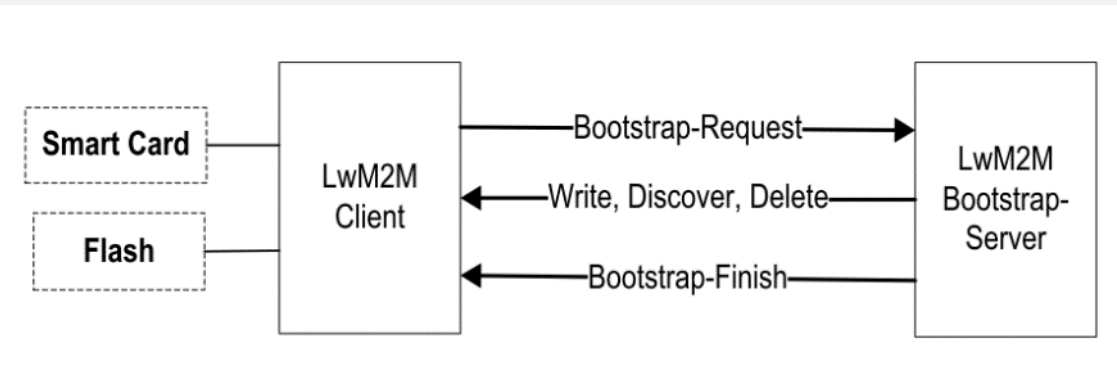 Smart Card
Flash
LwM2M
Client
Bootstrap-Request
Write, Discover, Delete
Bootstrap-Finish
LwM2M
Bootstrap-
Server